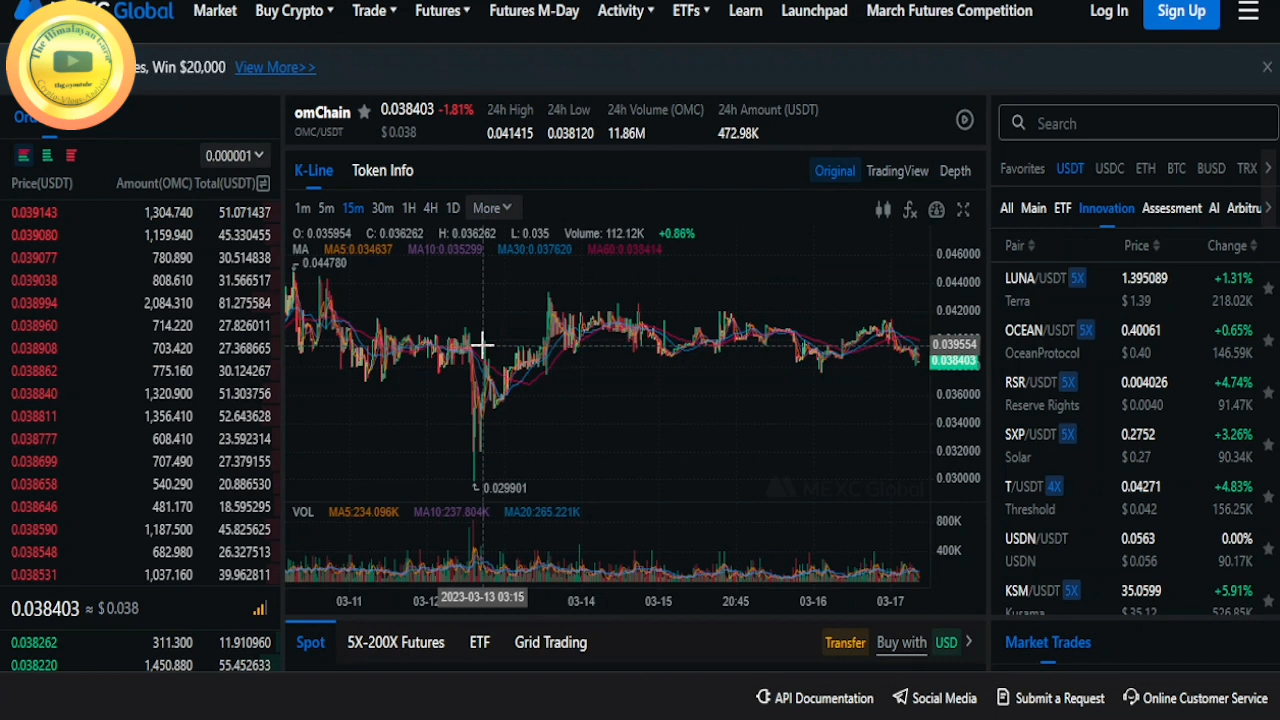 MEXC Global Market Buy Crypto Trade Futures Futures M-Day Activity ETFs Learn Launchpad March Futures Competition Log In Sign Up
The Himalayan Guru
Crypto-Vlogs-Analysis
es, Win $20,000 View More>>
omChain 0.038403 -1.81% 24h High 24h Low 24h Volume (OMC) 24h Amount (USDT)
OMC/USDT $ 0.038 0.041415 0.038120 11.86M 472.98K
Search
0.000001
Price(USDT) Amount(OMC) Total(USDT)
0.039143 1,304.740 51.071437
0.039080 1,159.940 45.330455
0.039077 780.890 30.514838
0.039038 808.610 31.566517
0.038994 2,084.310 81.275584
0.038960 714.220 27.826011
0.038908 703.420 27.368665
0.038862 775.160 30.124267
0.038840 1,320.900 51.303756
0.038811 1,356.410 52.643628
0.038777 608.410 23.592314
0.038699 707.490 27.379155
0.038658 540.290 20.886530
0.038646 481.170 18.595295
0.038590 1,187.500 45.825625
0.038548 682.980 26.327513
0.038531 1,037.160 39.962811
0.038403 ≈ $ 0.038
0.038262 311.300 11.910960
0.038220 1,450.880 55.452633
K-Line Token Info Original TradingView Depth
1m 5m 15m 30m 1H 4H 1D More
O: 0.035954 C: 0.036262 H: 0.036262 L: 0.035 Volume: 112.12K +0.86%
MA MA5:0.034637 MA10:0.035299 MA30:0.037620 MA60:0.038414
0.044780
0.046000
0.044000
0.042000
0.039554
0.038403
0.036000
0.034000
0.032000
0.030000
0.029901
MEXC Global
VOL MA5:234.096K MA10:237.804K MA20:265.221K
800K
400K
03-11 03-12 2023-03-13 03:15 03-14 03-15 20:45 03-16 03-17
Spot 5X-200X Futures ETF Grid Trading Transfer Buy with USD
Favorites USDT USDC ETH BTC BUSD TRX
All Main ETF Innovation Assessment AI Arbitru
Pair Price Change
LUNA/USDT 5X 1.395089 +1.31%
Terra $ 1.39 218.02K
OCEAN/USDT 5X 0.40061 +0.65%
OceanProtocol $ 0.40 146.59K
RSR/USDT 5X 0.004026 +4.74%
Reserve Rights $ 0.0040 91.47K
SXP/USDT 5X 0.2752 +3.26%
Solar $ 0.27 90.34K
T/USDT 4X 0.04271 +4.83%
Threshold $ 0.042 156.25K
USDN/USDT 0.0563 0.00%
USDN $ 0.056 90.17K
KSM/USDT 5X 35.0599 +5.91%
Kusama $ 35.12 526.85K
Market Trades
API Documentation Social Media Submit a Request Online Customer Service